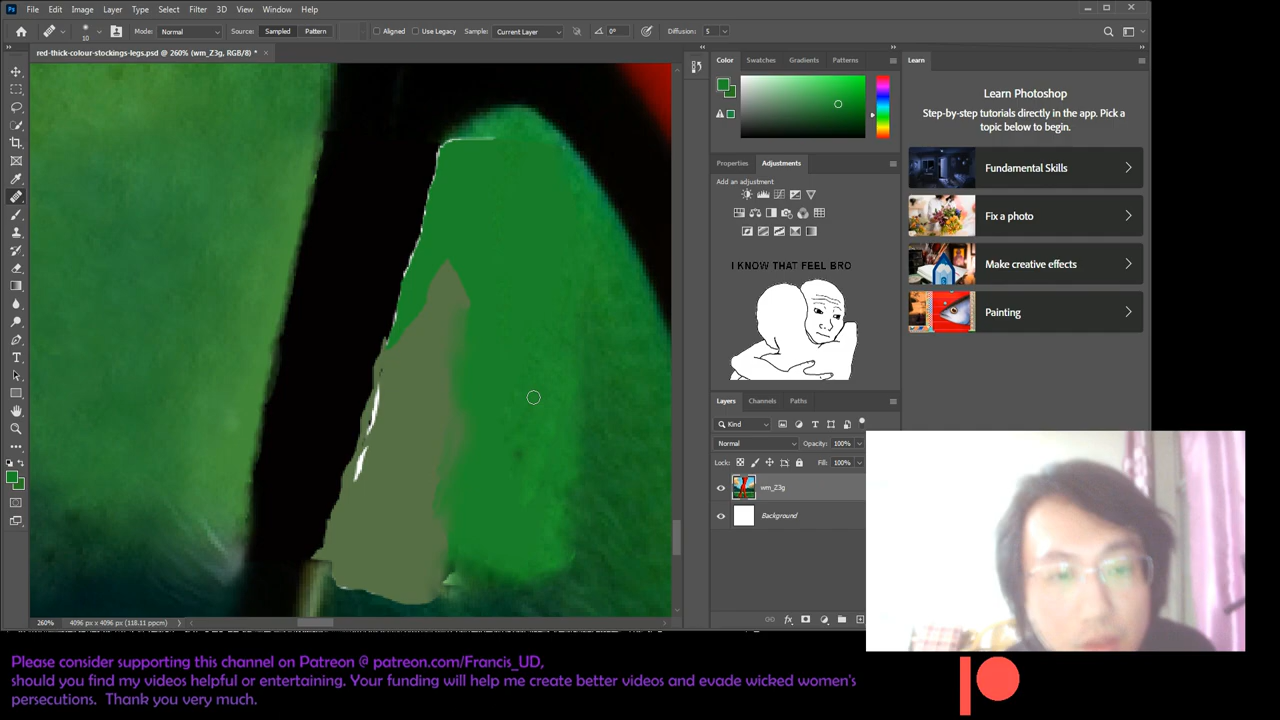 Ps File Edit Image Layer Type Select Filter 3D View Window Help
10 Mode: Normal Source: Sampled Pattern Aligned Use Legacy Sample: Current Layer 0° Diffusion: 5
red-thick-colour-stockings-legs.psd @ 260% (wm_Z3g, RGB/8) *
Color Swatches Gradients Patterns
Learn
Learn Photoshop
Step-by-step tutorials directly in the app. Pick a
topic below to begin.
Fundamental Skills
Fix a photo
Make creative effects
Painting
Properties Adjustments
Add an adjustment
I KNOW THAT FEEL BRO
Layers Channels Paths
Kind
Normal Opacity: 100%
Lock: Fill: 100%
wm_Z3g
Background
fx
260% 4096 px x 4096 px (118.11 ppcm)
Please consider supporting this channel on Patreon @ patreon.com/Francis_UD,
should you find my videos helpful or entertaining. Your funding will help me create better videos and evade wicked women's
persecutions. Thank you very much.